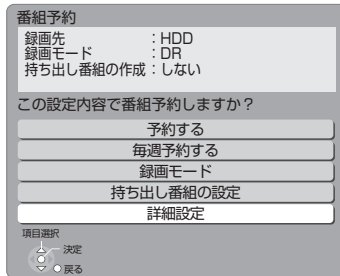 番組予約
録画先　　　　　：HDD
録画モード　　　：DR
持ち出し番組の作成：しない
この設定内容で番組予約しますか？
予約する
毎週予約する
録画モード
持ち出し番組の設定
詳細設定
項目選択
決定
戻る